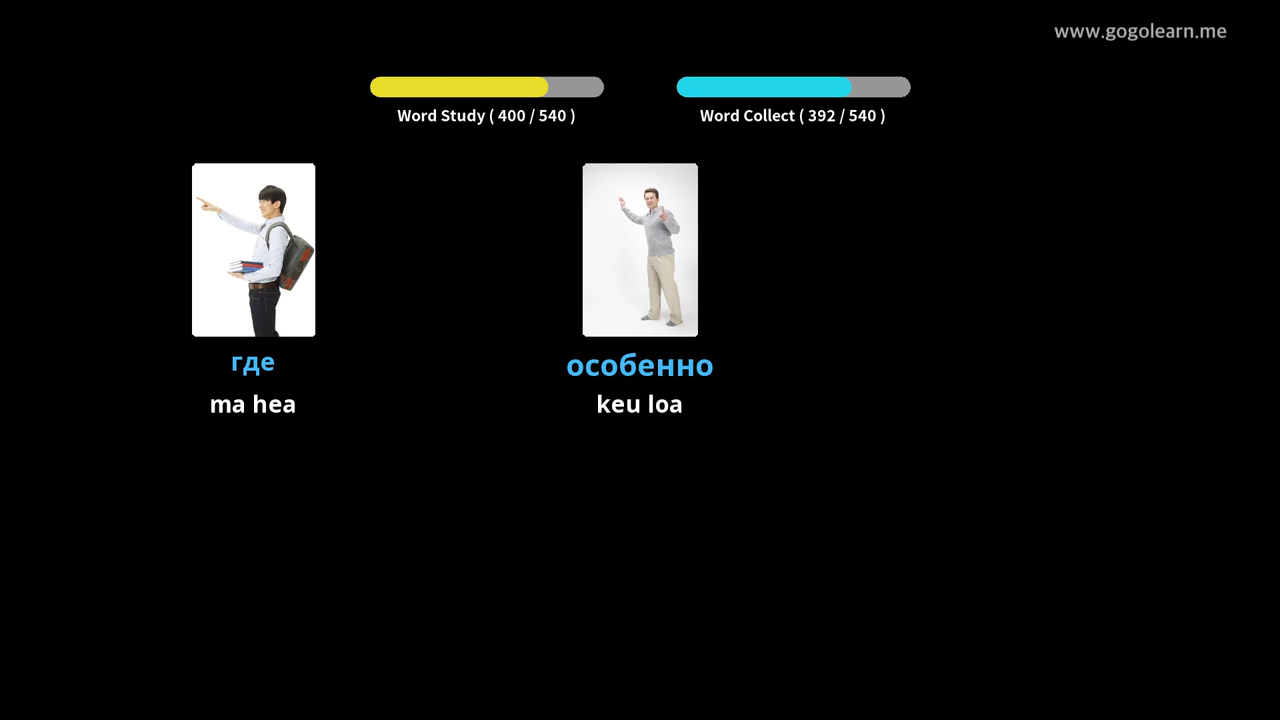 www.gogolearn.me
Word Study ( 400 / 540 )
Word Collect ( 392 / 540 )
где
ma hea
особенно
keu loa